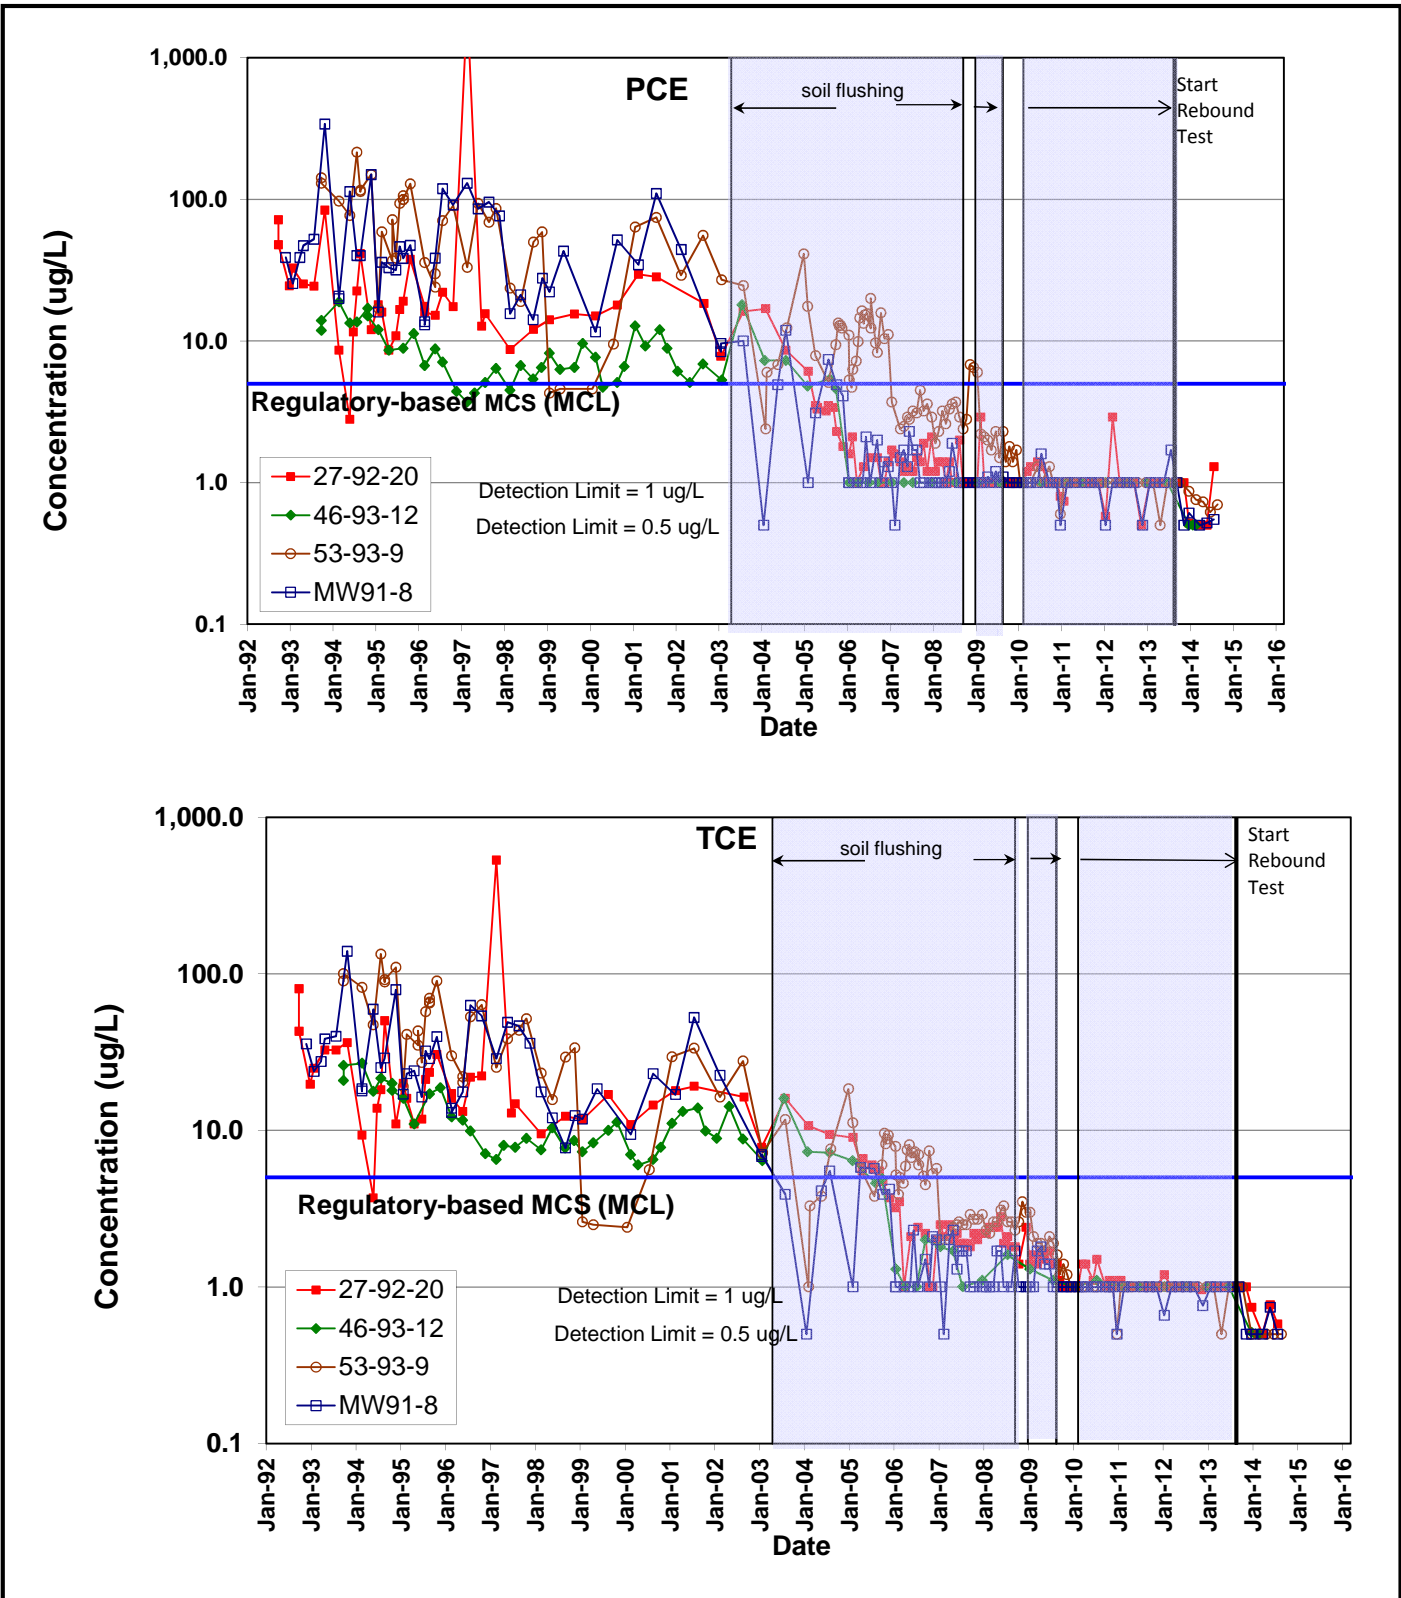 1,000.0
PCE
soil flushing
Start
Rebound
Test
100.0
10.0
Regulatory-based MCS (MCL)
1.0
0.1
27-92-20
46-93-12
53-93-9
MW91-8
Detection Limit = 1 ug/L
Detection Limit = 0.5 ug/L
Concentration (ug/L)
Jan-92
Jan-93
Jan-94
Jan-95
Jan-96
Jan-97
Jan-98
Jan-99
Jan-00
Jan-01
Jan-02
Jan-03
Jan-04
Jan-05
Jan-06
Jan-07
Jan-08
Jan-09
Jan-10
Jan-11
Jan-12
Jan-13
Jan-14
Jan-15
Jan-16
Date
1,000.0
TCE
soil flushing
Start
Rebound
Test
100.0
10.0
Regulatory-based MCS (MCL)
1.0
0.1
27-92-20
46-93-12
53-93-9
MW91-8
Detection Limit = 1 ug/L
Detection Limit = 0.5 ug/L
Concentration (ug/L)
Jan-92
Jan-93
Jan-94
Jan-95
Jan-96
Jan-97
Jan-98
Jan-99
Jan-00
Jan-01
Jan-02
Jan-03
Jan-04
Jan-05
Jan-06
Jan-07
Jan-08
Jan-09
Jan-10
Jan-11
Jan-12
Jan-13
Jan-14
Jan-15
Jan-16
Date